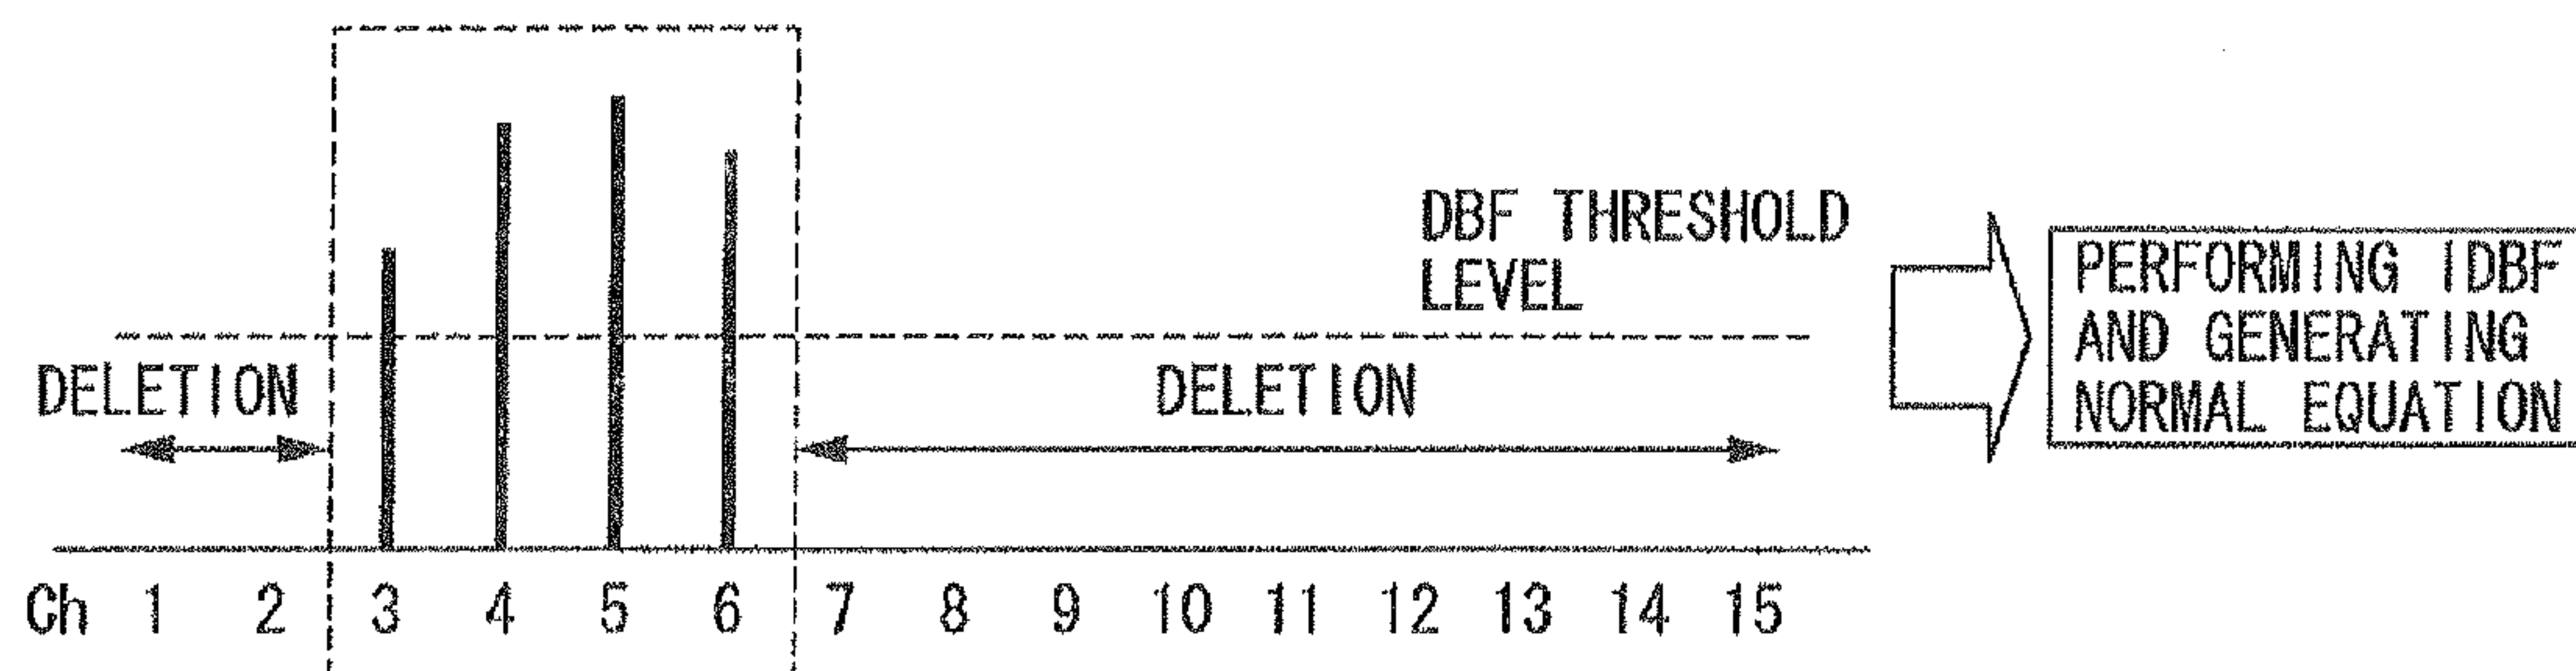 DBF THRESHOLD
LEVEL
DELETION
DELETION
Ch 1 2 3 4 5 6 7 8 9 10 11 12 13 14 15
PERFORMING IDBF
AND GENERATING
NORMAL EQUATION